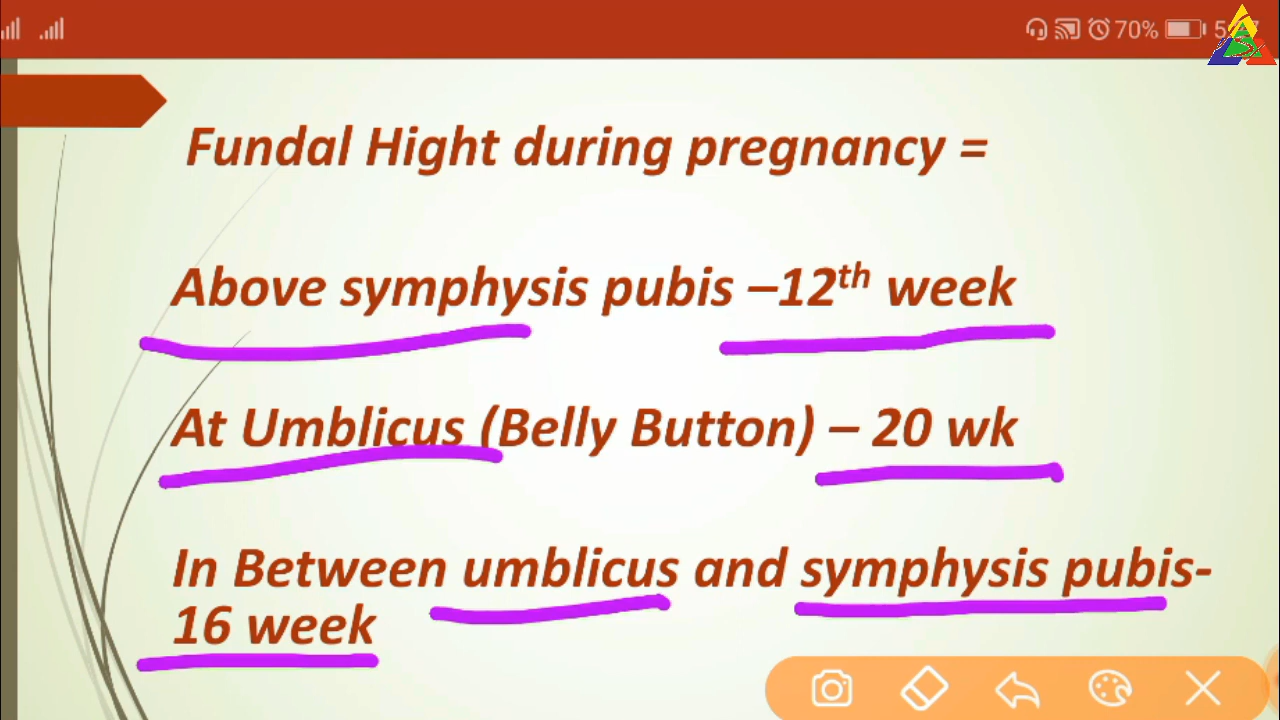 70%
Fundal Hight during pregnancy =
Above symphysis pubis –12th week
At Umblicus (Belly Button) – 20 wk
In Between umblicus and symphysis pubis-
16 week